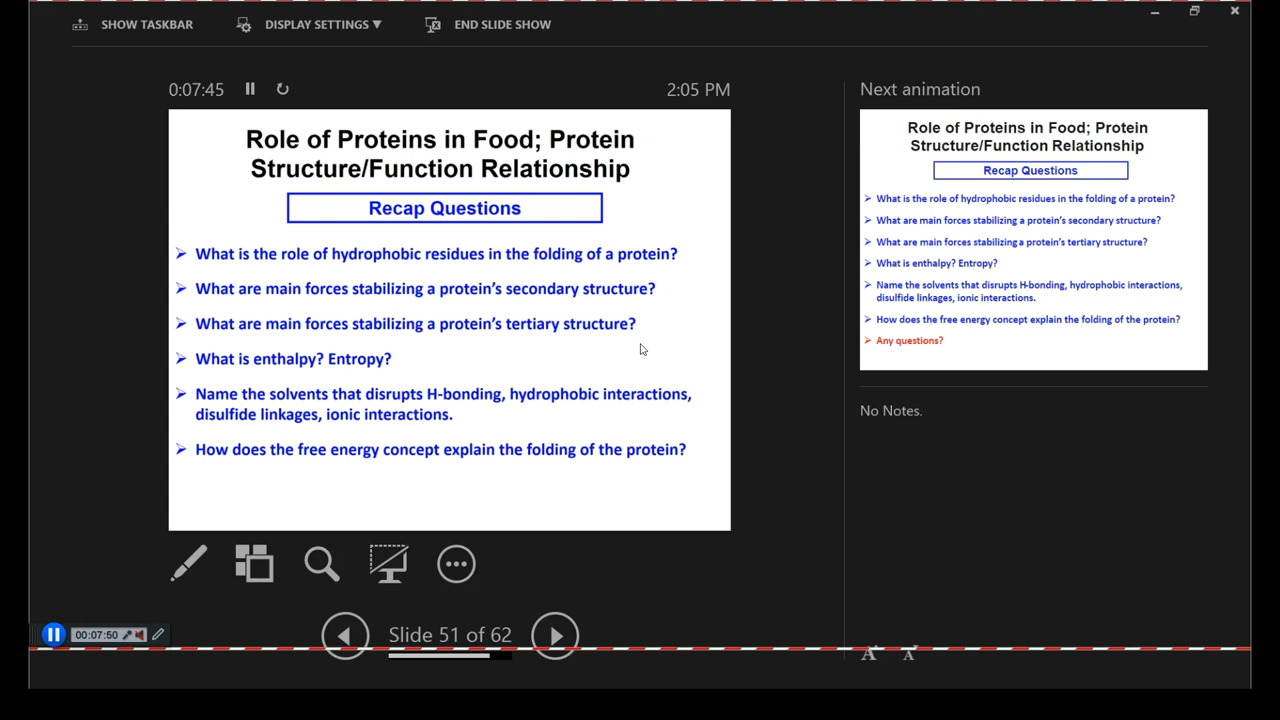 SHOW TASKBAR
DISPLAY SETTINGS ▼
END SLIDE SHOW
0:07:45
2:05 PM
Role of Proteins in Food; Protein
Structure/Function Relationship
Recap Questions
➢ What is the role of hydrophobic residues in the folding of a protein?
➢ What are main forces stabilizing a protein’s secondary structure?
➢ What are main forces stabilizing a protein’s tertiary structure?
➢ What is enthalpy? Entropy?
➢ Name the solvents that disrupts H-bonding, hydrophobic interactions,
disulfide linkages, ionic interactions.
➢ How does the free energy concept explain the folding of the protein?
Next animation
Role of Proteins in Food; Protein
Structure/Function Relationship
Recap Questions
➢ What is the role of hydrophobic residues in the folding of a protein?
➢ What are main forces stabilizing a protein’s secondary structure?
➢ What are main forces stabilizing a protein’s tertiary structure?
➢ What is enthalpy? Entropy?
➢ Name the solvents that disrupts H-bonding, hydrophobic interactions,
disulfide linkages, ionic interactions.
➢ How does the free energy concept explain the folding of the protein?
➢ Any questions?
No Notes.
00:07:50
Slide 51 of 62
A A